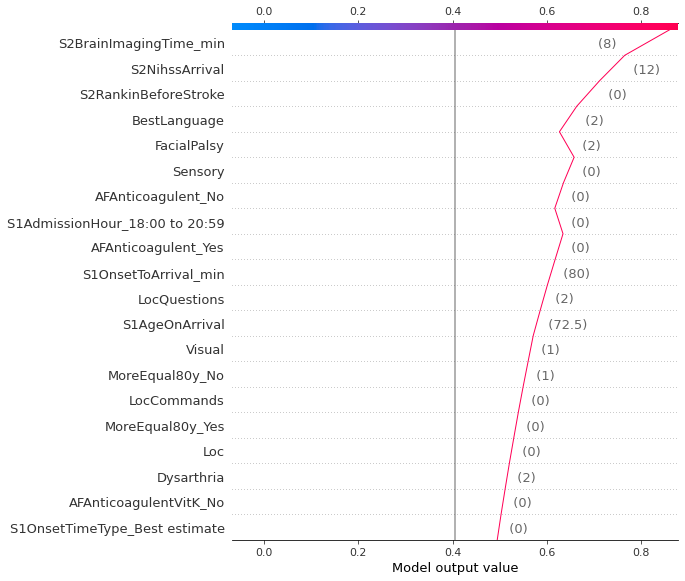 0.0 0.2 0.4 0.6 0.8
S2BrainImagingTime_min (8)
S2NihssArrival (12)
S2RankinBeforeStroke (0)
BestLanguage (2)
FacialPalsy (2)
Sensory (0)
AFAnticoagulent_No (0)
S1AdmissionHour_18:00 to 20:59 (0)
AFAnticoagulent_Yes (0)
S1OnsetToArrival_min (80)
LocQuestions (2)
S1AgeOnArrival (72.5)
Visual (1)
MoreEqual80y_No (1)
LocCommands (0)
MoreEqual80y_Yes (0)
Loc (0)
Dysarthria (2)
AFAnticoagulentVitK_No (0)
S1OnsetTimeType_Best estimate (0)
0.0 0.2 0.4 0.6 0.8
Model output value